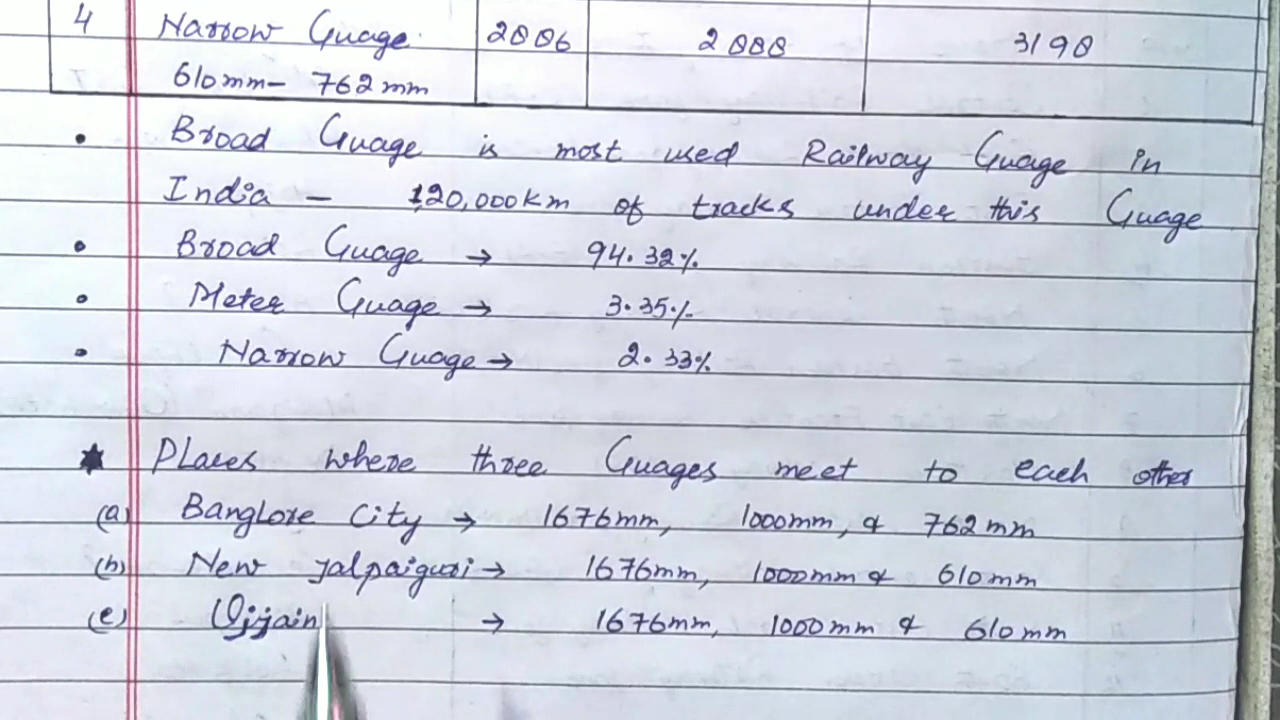 4 Narrow Guage 2006 2000 3190
610mm- 762mm
• Broad Guage is most used Railway Guage in
India - 120,000km of tracks under this Guage
• Broad Guage → 94.32%
• Meter Guage → 3.35%
• Narrow Guage → 2.33%
★ Places where three Guages meet to each other
(a) Banglore City → 1676mm, 1000mm, & 762mm
(b) New Jalpaiguri → 1676mm, 1000mm & 610mm
(c) Ujjain → 1676mm, 1000mm & 610mm